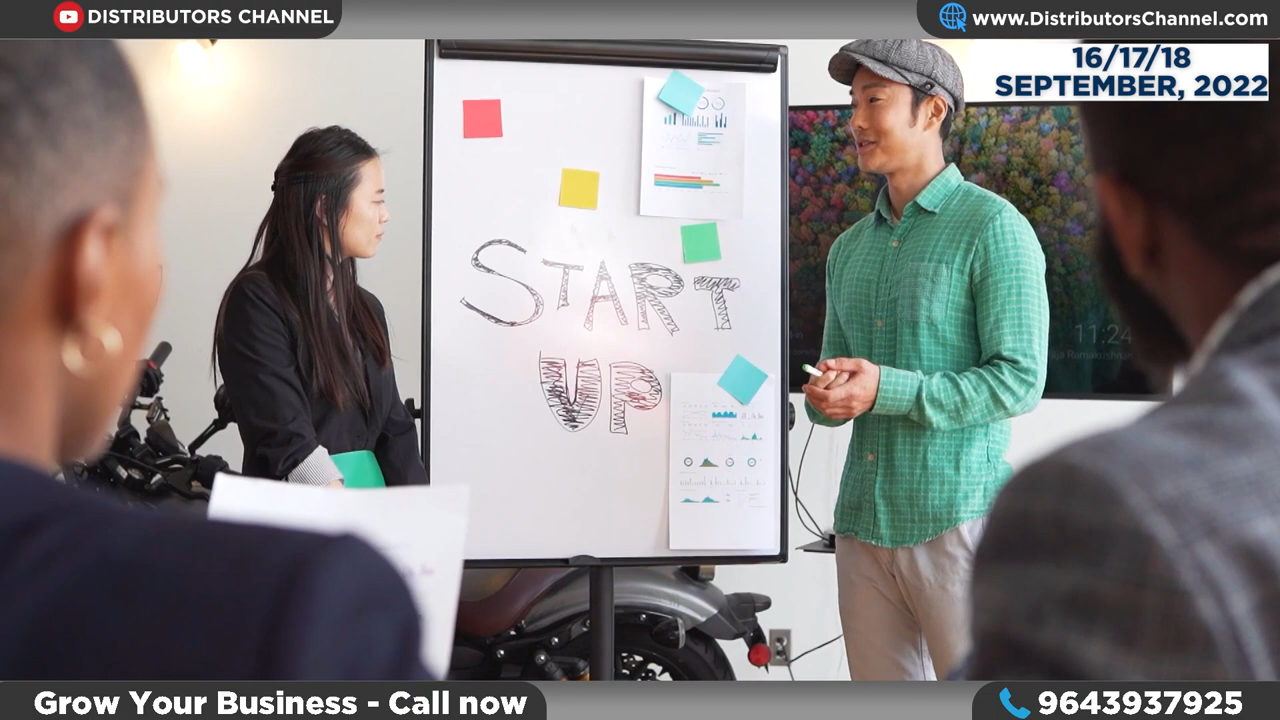 DISTRIBUTORS CHANNEL
www.DistributorsChannel.com
16/17/18
SEPTEMBER, 2022
START
UP
11:24
Grow Your Business - Call now
9643937925